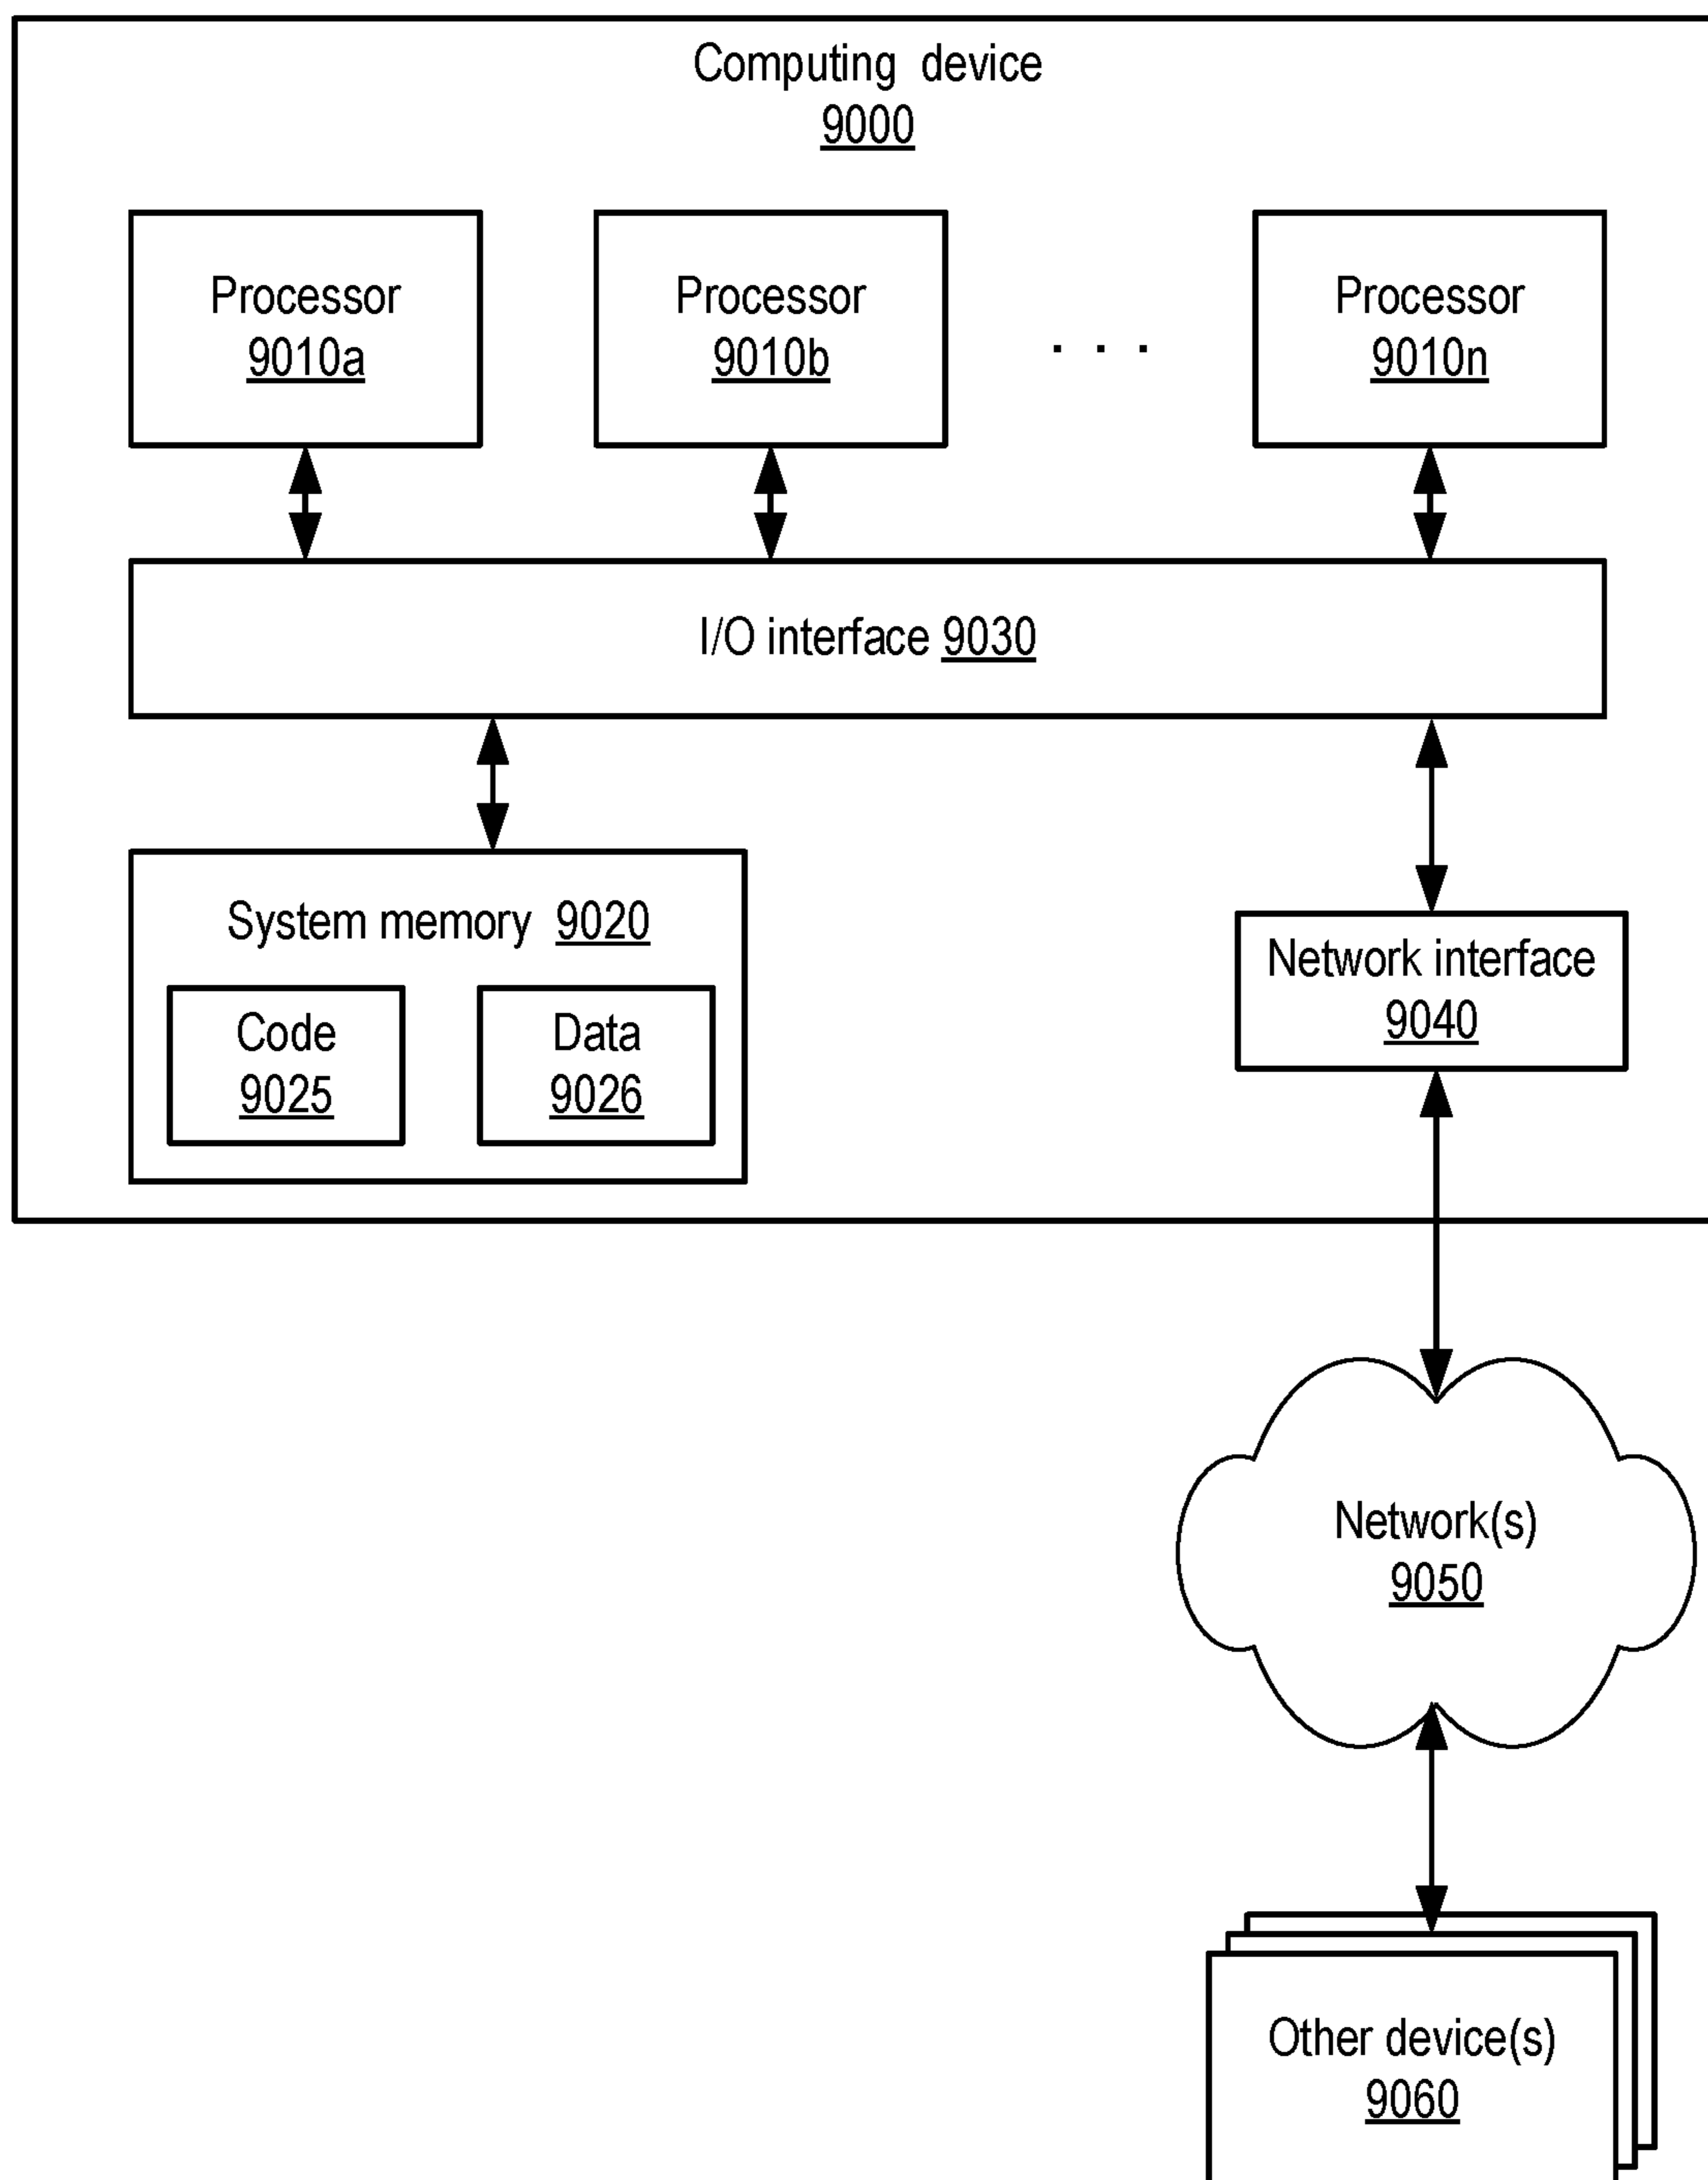 Computing device
9000
Processor
9010a
Processor
9010b
. . .
Processor
9010n
I/O interface 9030
System memory 9020
Code
9025
Data
9026
Network interface
9040
Network(s)
9050
Other device(s)
9060